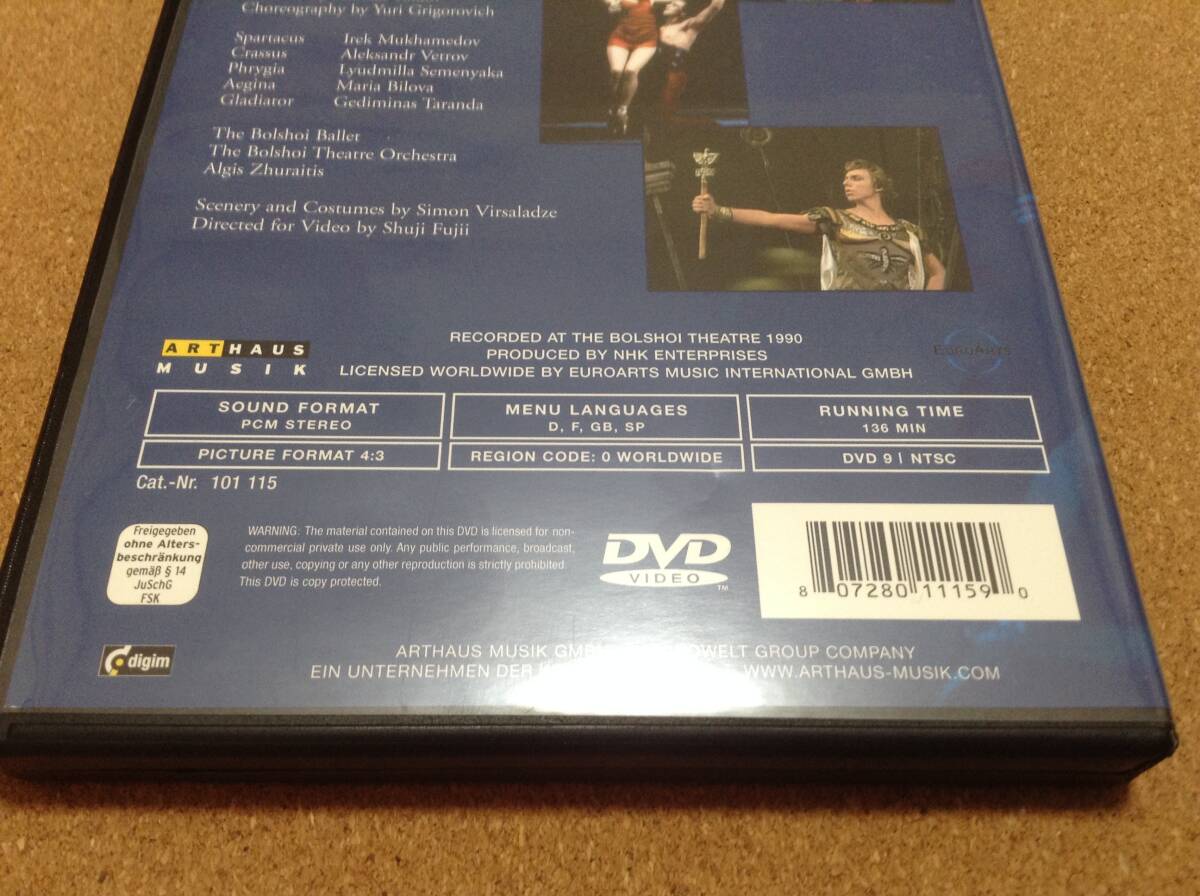 Choreography by Yuri Grigorovich
Spartacus Irek Mukhamedov
Crassus Aleksandr Vetrov
Phrygia Lyudmilla Semenyaka
Aegina Maria Bilova
Gladiator Gediminas Taranda
The Bolshoi Ballet
The Bolshoi Theatre Orchestra
Algis Zhuraitis
Scenery and Costumes by Simon Virsaladze
Directed for Video by Shuji Fujii
ARTHAUS
MUSIK
RECORDED AT THE BOLSHOI THEATRE 1990
PRODUCED BY NHK ENTERPRISES
LICENSED WORLDWIDE BY EUROARTS MUSIC INTERNATIONAL GMBH
EUROARTS
SOUND FORMAT
PCM STEREO
MENU LANGUAGES
D, F, GB, SP
RUNNING TIME
136 MIN
PICTURE FORMAT 4:3
REGION CODE: 0 WORLDWIDE
DVD 9 | NTSC
Cat.-Nr. 101 115
Freigegeben
ohne Alters-
beschränkung
gemäß § 14
JuSchG
FSK
WARNING: The material contained on this DVD is licensed for non-
commercial private use only. Any public performance, broadcast,
other use, copying or any other reproduction is strictly prohibited.
This DVD is copy protected.
DVD
VIDEO
TM
8 07280 11159 0
digim
ARTHAUS MUSIK GROUP COMPANY
EIN UNTERNEHMEN DER WWW.ARTHAUS-MUSIK.COM